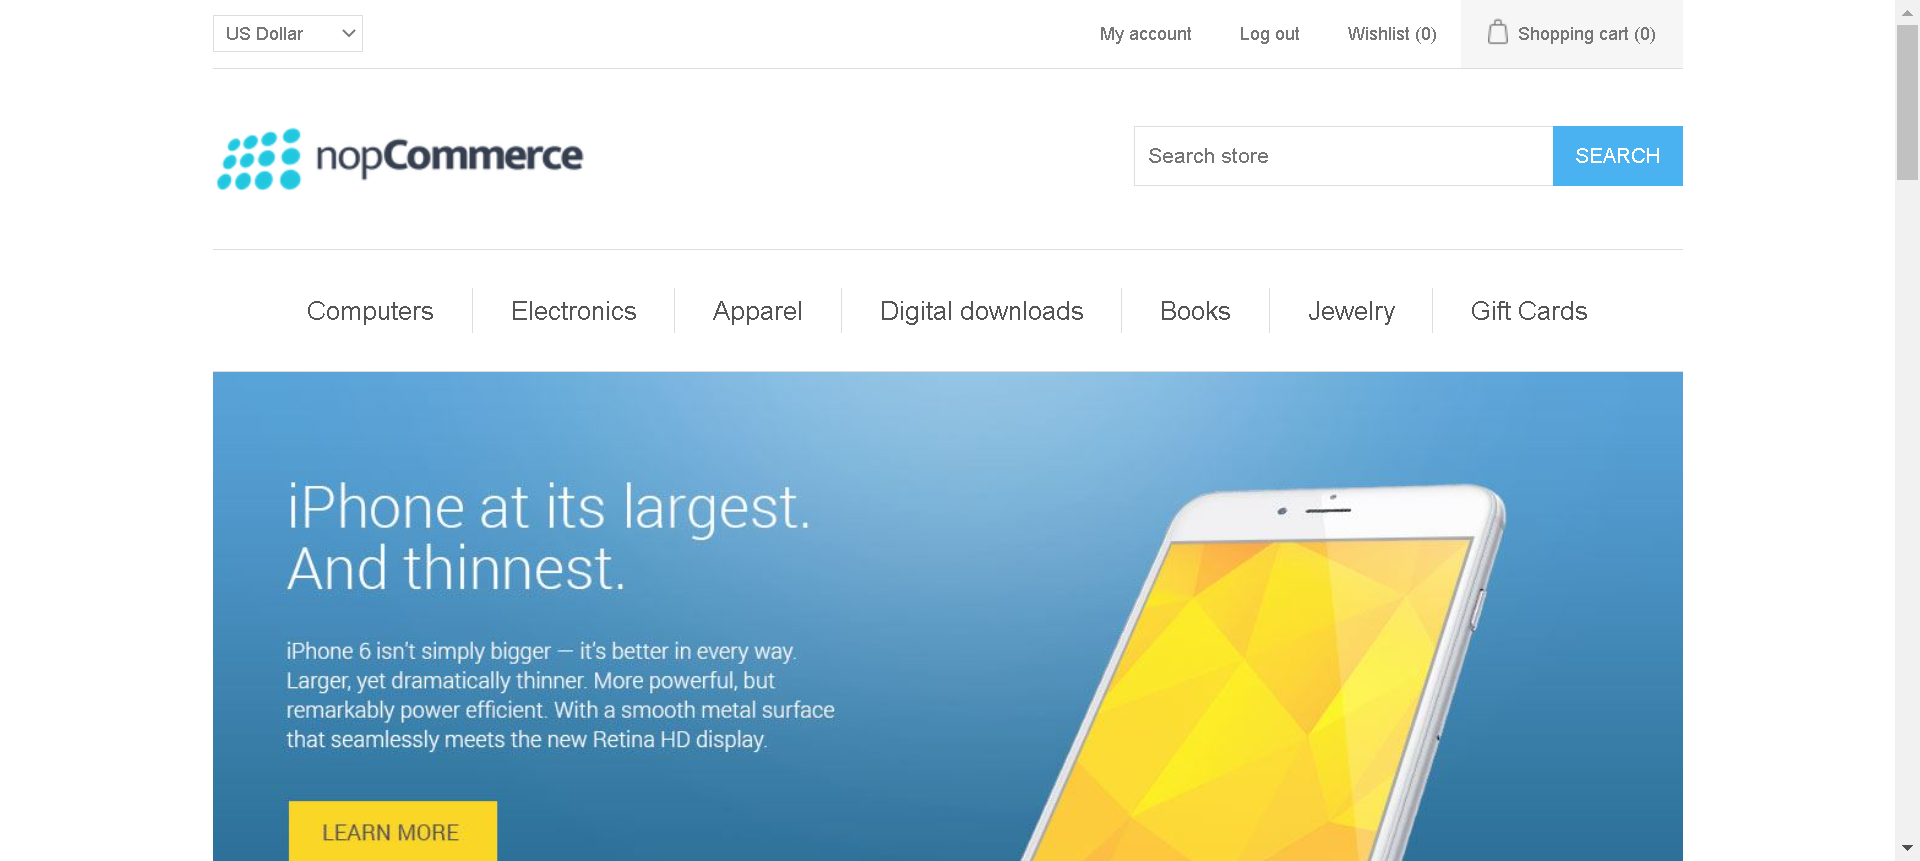 US Dollar
My account
Log out
Wishlist (0)
Shopping cart (0)
nopCommerce
Search store
SEARCH
Computers
Electronics
Apparel
Digital downloads
Books
Jewelry
Gift Cards
iPhone at its largest.
And thinnest.
iPhone 6 isn't simply bigger — it's better in every way.
Larger, yet dramatically thinner. More powerful, but
remarkably power efficient. With a smooth metal surface
that seamlessly meets the new Retina HD display.
LEARN MORE